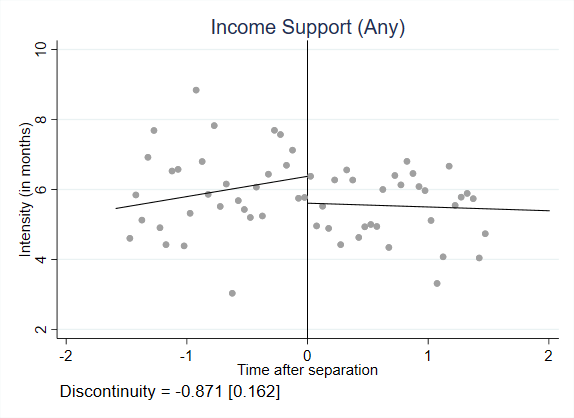 Income Support (Any)
Intensity (in months)
10
8
6
4
2
-2
-1
0
1
2
Time after separation
Discontinuity = -0.871 [0.162]